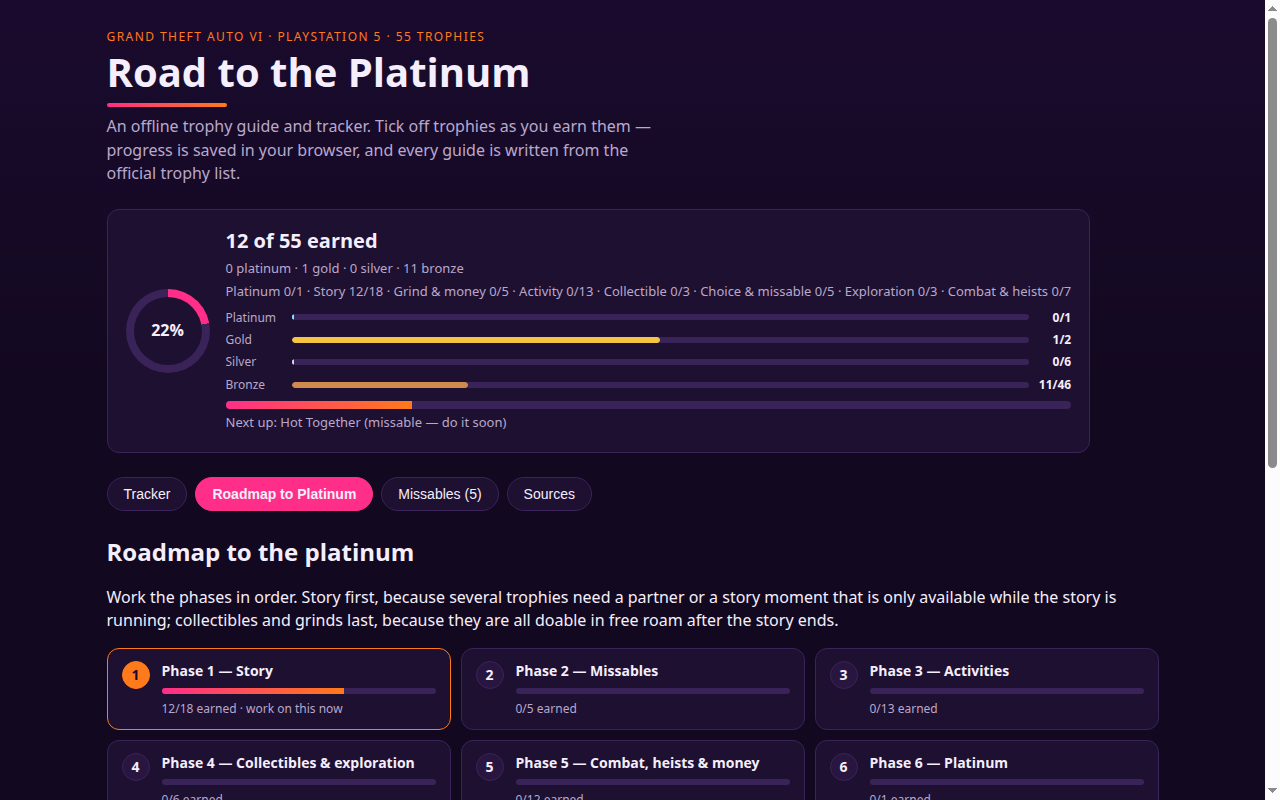 GRAND THEFT AUTO VI · PLAYSTATION 5 · 55 TROPHIES
Road to the Platinum
An offline trophy guide and tracker. Tick off trophies as you earn them —
progress is saved in your browser, and every guide is written from the
official trophy list.
22%
12 of 55 earned
0 platinum · 1 gold · 0 silver · 11 bronze
Platinum 0/1 · Story 12/18 · Grind & money 0/5 · Activity 0/13 · Collectible 0/3 · Choice & missable 0/5 · Exploration 0/3 · Combat & heists 0/7
Platinum 0/1
Gold 1/2
Silver 0/6
Bronze 11/46
Next up: Hot Together (missable — do it soon)
Tracker Roadmap to Platinum Missables (5) Sources
Roadmap to the platinum
Work the phases in order. Story first, because several trophies need a partner or a story moment that is only available while the story is
running; collectibles and grinds last, because they are all doable in free roam after the story ends.
1 Phase 1 — Story
12/18 earned · work on this now
2 Phase 2 — Missables
0/5 earned
3 Phase 3 — Activities
0/13 earned
4 Phase 4 — Collectibles & exploration
0/6 earned
5 Phase 5 — Combat, heists & money
0/12 earned
6 Phase 6 — Platinum
0/1 earned